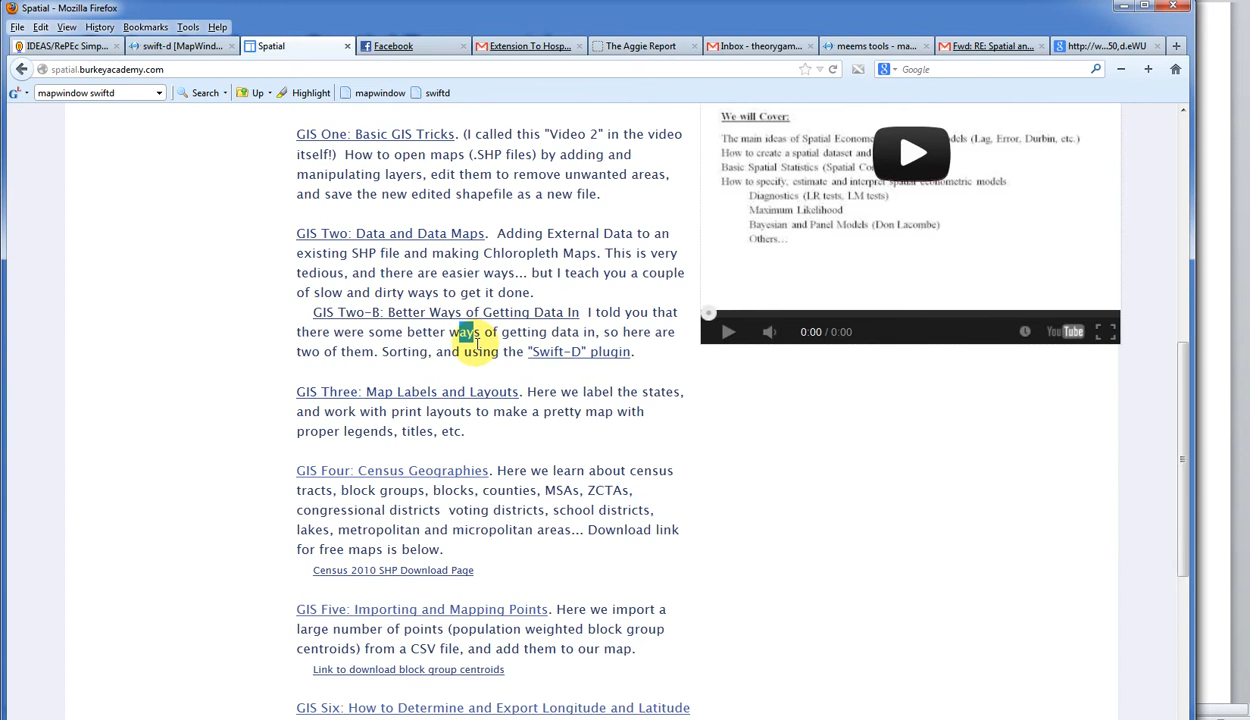 Spatial - Mozilla Firefox
File Edit View History Bookmarks Tools Help
IDEAS/RePEc Simp... swift-d [MapWind... Spatial Facebook Extension To Hosp... The Aggie Report Inbox - theorygam... meems tools - ma... Fwd: RE: Spatial an... http://w...50,d.eWU
spatial.burkeyacademy.com Google
mapwindow swiftd Search Up Highlight mapwindow swiftd
GIS One: Basic GIS Tricks. (I called this "Video 2" in the video
itself!) How to open maps (.SHP files) by adding and
manipulating layers, edit them to remove unwanted areas,
and save the new edited shapefile as a new file.
GIS Two: Data and Data Maps. Adding External Data to an
existing SHP file and making Chloropleth Maps. This is very
tedious, and there are easier ways... but I teach you a couple
of slow and dirty ways to get it done.
GIS Two-B: Better Ways of Getting Data In I told you that
there were some better ways of getting data in, so here are
two of them. Sorting, and using the "Swift-D" plugin.
GIS Three: Map Labels and Layouts. Here we label the states,
and work with print layouts to make a pretty map with
proper legends, titles, etc.
GIS Four: Census Geographies. Here we learn about census
tracts, block groups, blocks, counties, MSAs, ZCTAs,
congressional districts voting districts, school districts,
lakes, metropolitan and micropolitan areas... Download link
for free maps is below.
Census 2010 SHP Download Page
GIS Five: Importing and Mapping Points. Here we import a
large number of points (population weighted block group
centroids) from a CSV file, and add them to our map.
Link to download block group centroids
GIS Six: How to Determine and Export Longitude and Latitude
We will Cover:
The main ideas of Spatial Econome dels (Lag, Error, Durbin, etc.)
How to create a spatial dataset and
Basic Spatial Statistics (Spatial Co
How to specify, estimate and interpret spatial econometric models
Diagnostics (LR tests, LM tests)
Maximum Likelihood
Bayesian and Panel Models (Don Lacombe)
Others...
0:00 / 0:00 YouTube